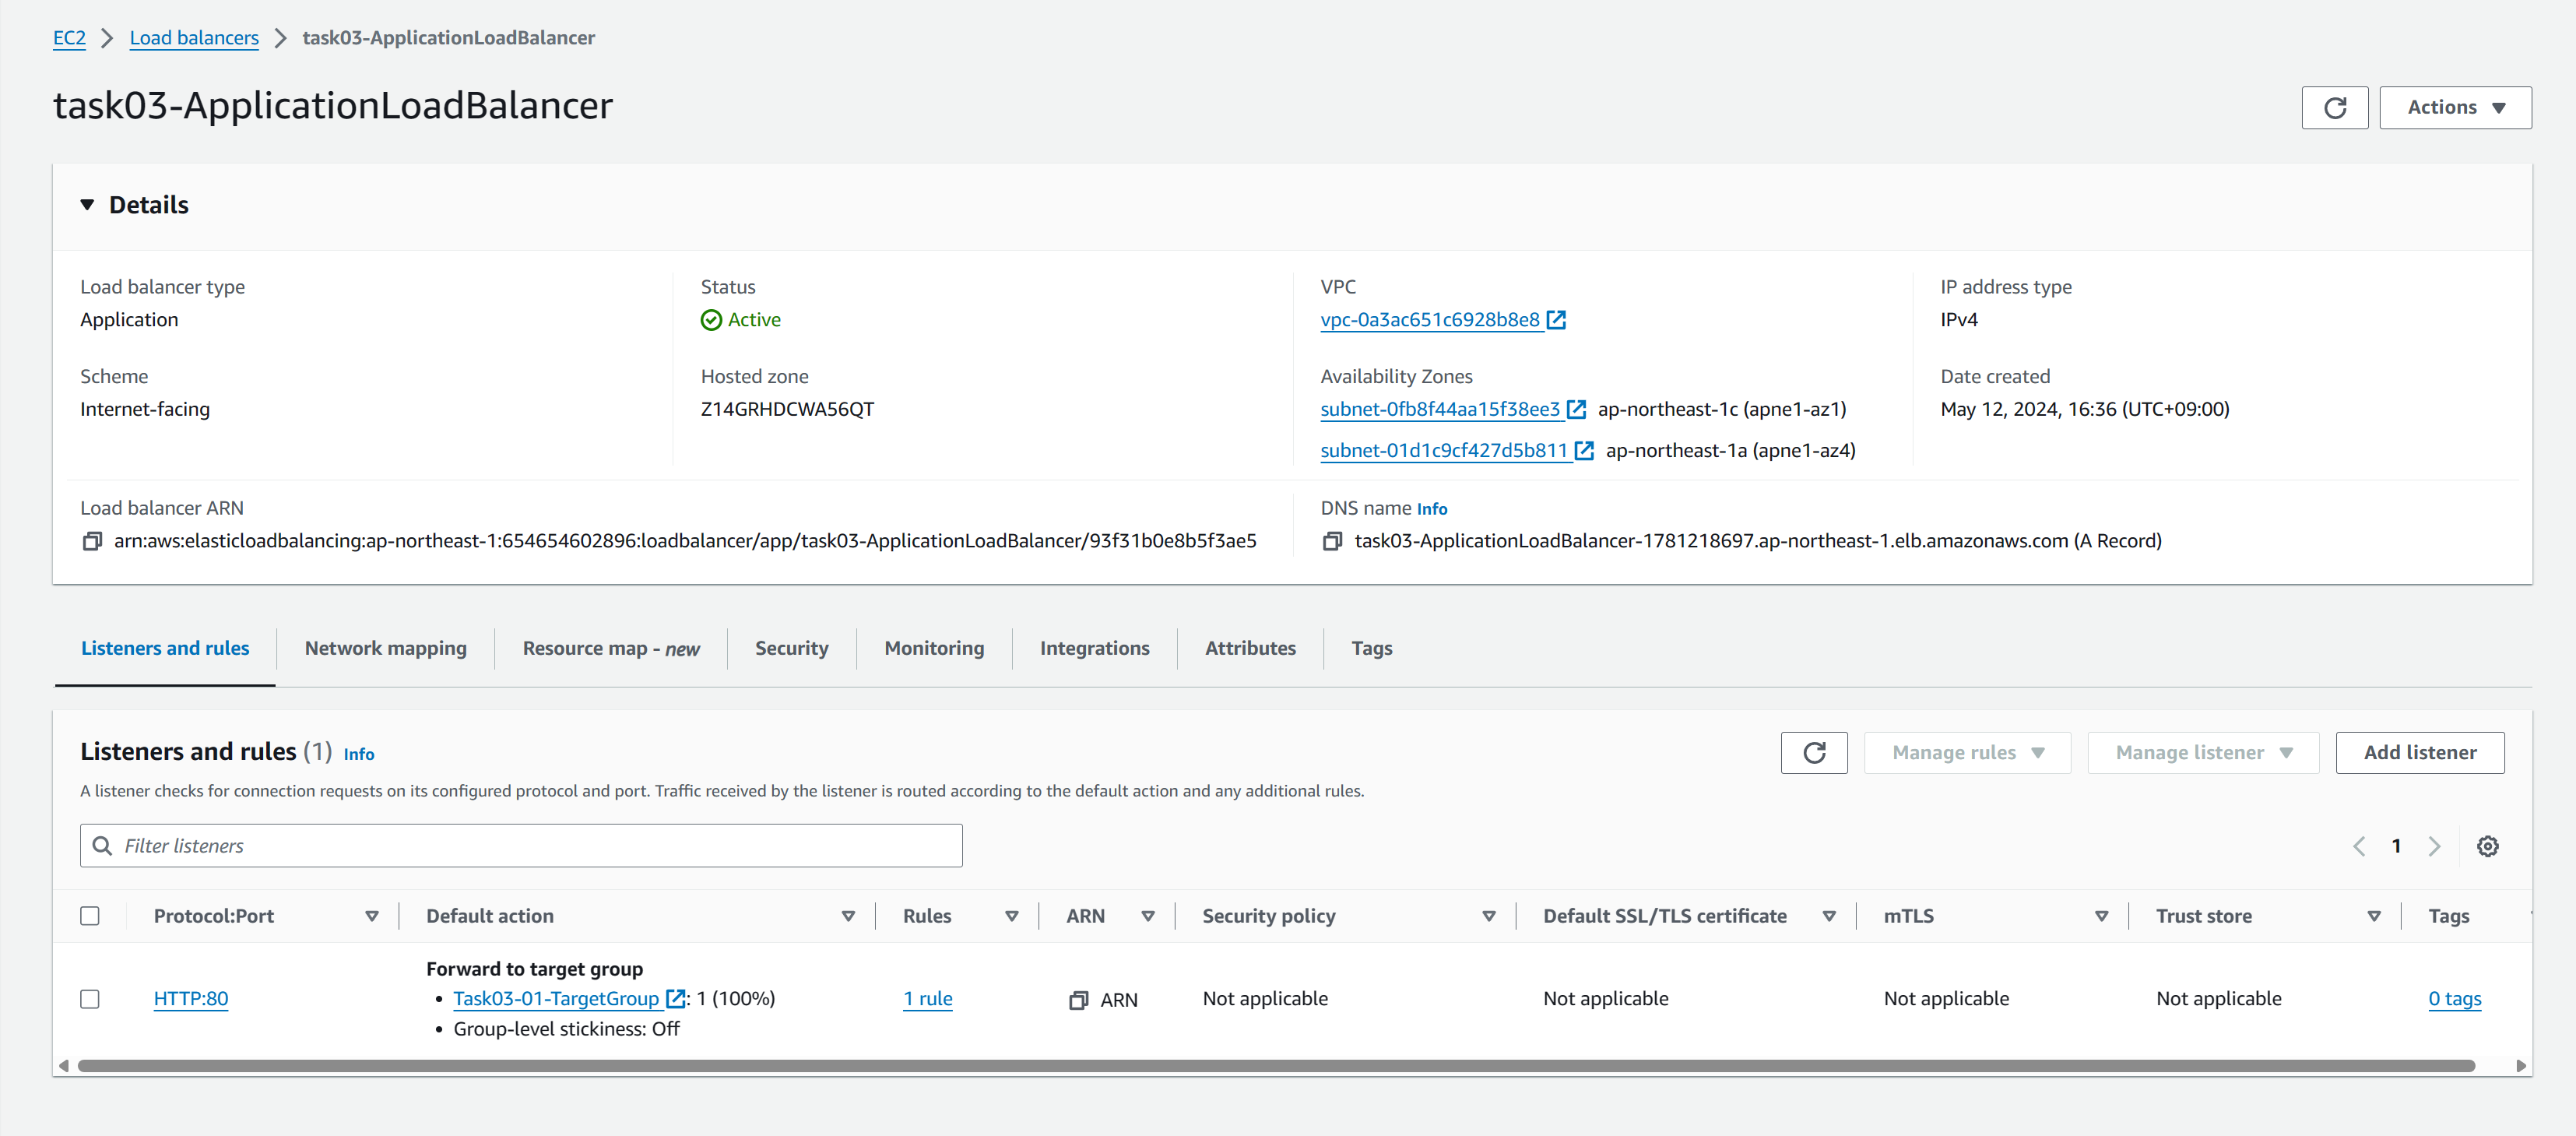 EC2 > Load balancers > task03-ApplicationLoadBalancer
task03-ApplicationLoadBalancer
Actions
Details
Load balancer type
Application
Status
Active
VPC
vpc-0a3ac651c6928b8e8
IP address type
IPv4
Scheme
Internet-facing
Hosted zone
Z14GRHDCWA56QT
Availability Zones
subnet-0fb8f44aa15f38ee3 ap-northeast-1c (apne1-az1)
subnet-01d1c9cf427d5b811 ap-northeast-1a (apne1-az4)
Date created
May 12, 2024, 16:36 (UTC+09:00)
Load balancer ARN
arn:aws:elasticloadbalancing:ap-northeast-1:654654602896:loadbalancer/app/task03-ApplicationLoadBalancer/93f31b0e8b5f3ae5
DNS name Info
task03-ApplicationLoadBalancer-1781218697.ap-northeast-1.elb.amazonaws.com (A Record)
Listeners and rules Network mapping Resource map - new Security Monitoring Integrations Attributes Tags
Listeners and rules (1) Info
Manage rules Manage listener Add listener
A listener checks for connection requests on its configured protocol and port. Traffic received by the listener is routed according to the default action and any additional rules.
Filter listeners
1
Protocol:Port Default action Rules ARN Security policy Default SSL/TLS certificate mTLS Trust store Tags
Forward to target group
HTTP:80 • Task03-01-TargetGroup : 1 (100%) 1 rule ARN Not applicable Not applicable Not applicable Not applicable 0 tags
• Group-level stickiness: Off